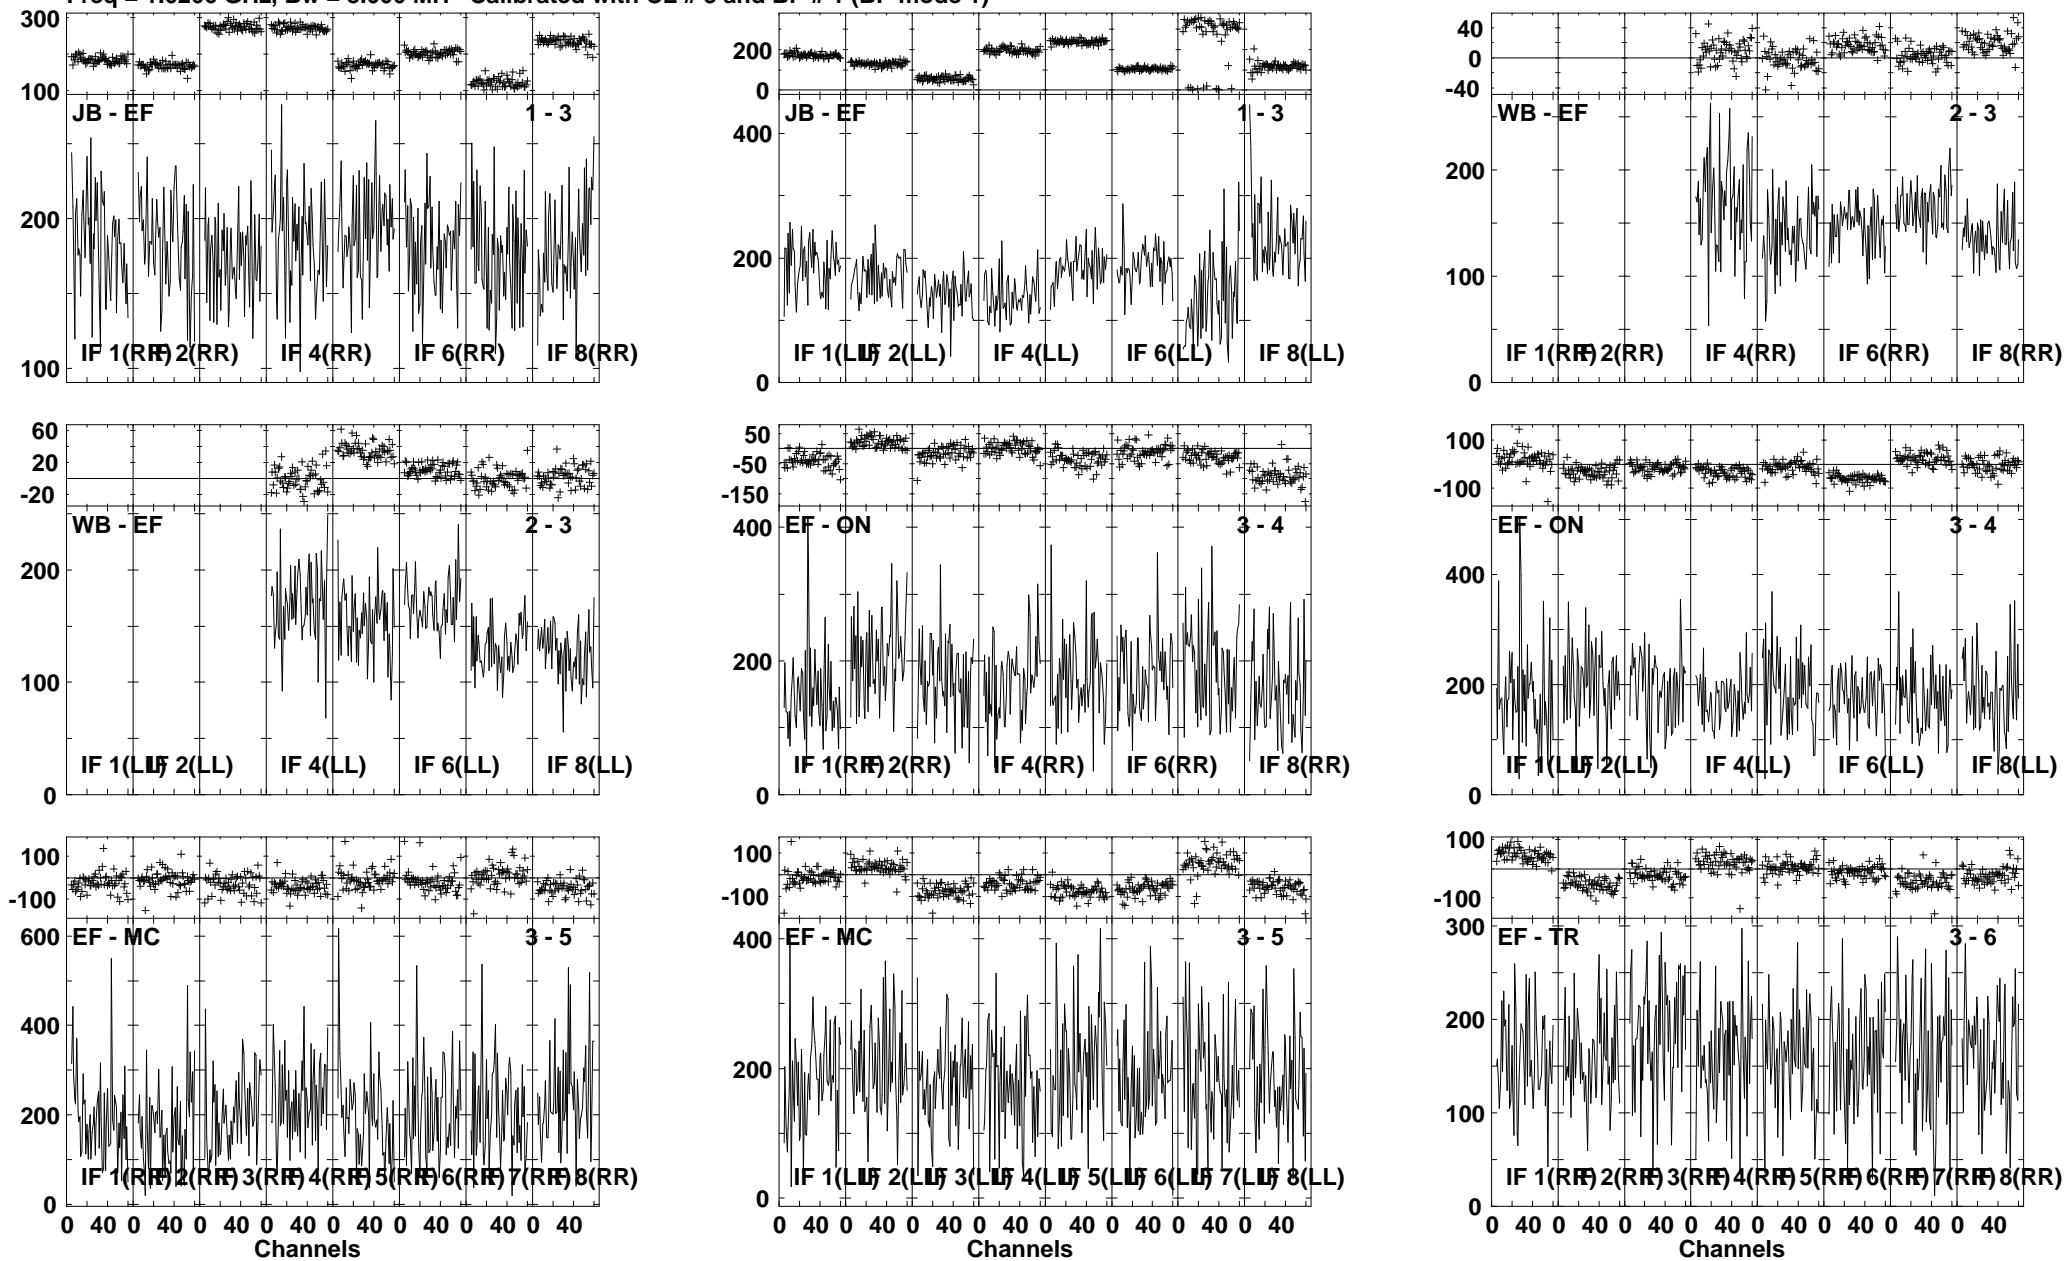 300 100 200 0 40 0 -40
JB - EF 1 - 3 JB - EF 1 - 3 WB - EF 2 - 3
200 100 400 200 0 200 100 0
IF 1(RR) IF 2(RR) IF 4(RR) IF 6(RR) IF 8(RR) IF 1(LL) IF 2(LL) IF 4(LL) IF 6(LL) IF 8(LL) IF 1(RR) IF 2(RR) IF 4(RR) IF 6(RR) IF 8(RR)
60 20 -20 50 -50 -150 100 -100
WB - EF 2 - 3 EF - ON 3 - 4 EF - ON 3 - 4
200 100 0 400 200 0 400 200 0
IF 1(LL) IF 2(LL) IF 4(LL) IF 6(LL) IF 8(LL) IF 1(RR) IF 2(RR) IF 4(RR) IF 6(RR) IF 8(RR) IF 1(LL) IF 2(LL) IF 4(LL) IF 6(LL) IF 8(LL)
100 -100 100 -100 100 -100
EF - MC 3 - 5 EF - MC 3 - 5 EF - TR 3 - 6
600 400 200 0 400 200 0 300 200 100 0
IF 1(RR) IF 2(RR) IF 3(RR) IF 4(RR) IF 5(RR) IF 6(RR) IF 7(RR) IF 8(RR) IF 1(LL) IF 2(LL) IF 3(LL) IF 4(LL) IF 5(LL) IF 6(LL) IF 7(LL) IF 8(LL) IF 1(RR) IF 2(RR) IF 3(RR) IF 4(RR) IF 5(RR) IF 6(RR) IF 7(RR) IF 8(RR)
0 40 0 40 0 40 0 40 0 40 0 40 0 40 0 40 0 40 0 40 0 40 0 40 0 40 0 40 0 40 0 40 0 40 0 40 0 40 0 40 0 40 0 40 0 40 0 40
Channels Channels Channels